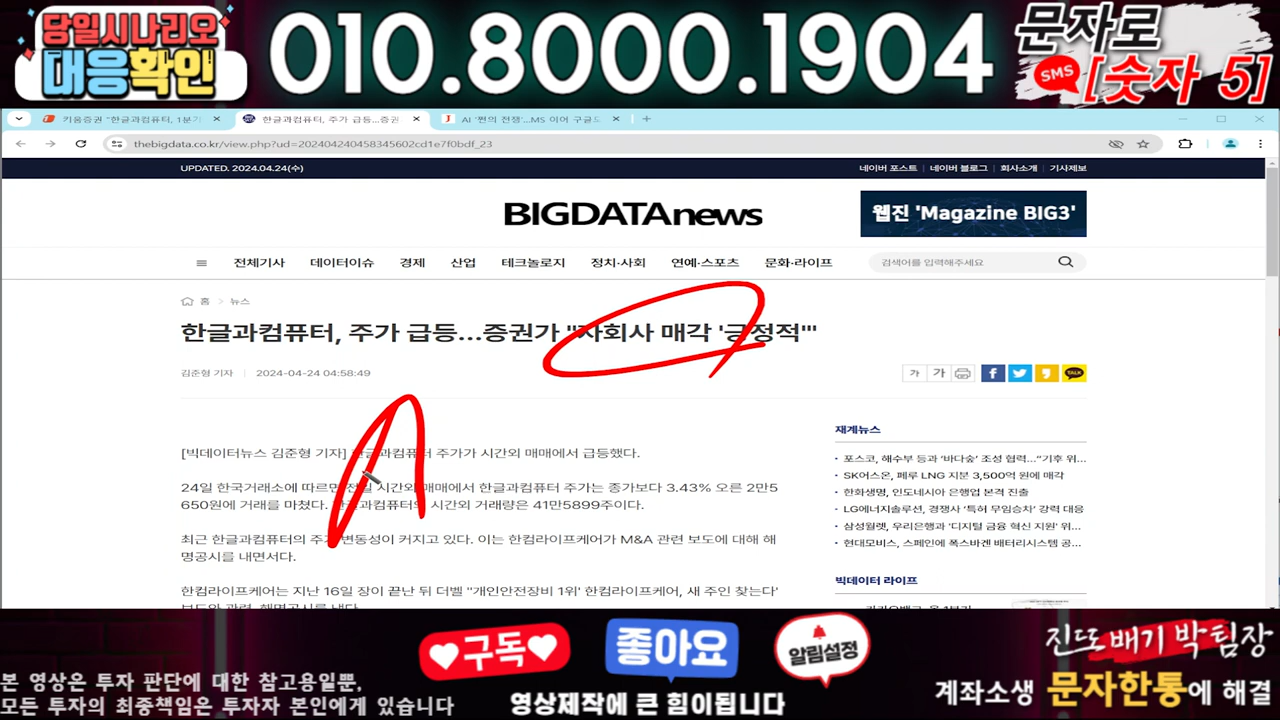 당일시나리오
대응확인
010.8000.1904
문자로
SMS
[숫자 5]
키움증권 "한글과컴퓨터, 1분기
한글과컴퓨터, 주가 급등...증권
AI '쩐의 전쟁'...MS 이어 구글도
thebigdata.co.kr/view.php?ud=202404240458345602cd1e7f0bdf_23
UPDATED. 2024.04.24(수)
네이버 포스트 | 네이버 블로그 | 회사소개 | 기사제보
BIGDATAnews
웹진 'Magazine BIG3'
전체기사 데이터이슈 경제 산업 테크놀로지 정치·사회 연예·스포츠 문화·라이프
검색어를 입력해주세요
홈 > 뉴스
한글과컴퓨터, 주가 급등...증권가 "자회사 매각 '긍정적'"
김준형 기자 | 2024-04-24 04:58:49
가 가
TALK
[빅데이터뉴스 김준형 기자] 한글과컴퓨터 주가가 시간외 매매에서 급등했다.
24일 한국거래소에 따르면 전일 시간외 매매에서 한글과컴퓨터 주가는 종가보다 3.43% 오른 2만5
650원에 거래를 마쳤다. 한글과컴퓨터의 시간외 거래량은 41만5899주이다.
최근 한글과컴퓨터의 주가 변동성이 커지고 있다. 이는 한컴라이프케어가 M&A 관련 보도에 대해 해
명공시를 내면서다.
한컴라이프케어는 지난 16일 장이 끝난 뒤 더벨 "'개인안전장비 1위' 한컴라이프케어, 새 주인 찾는다'
보도와 관련, 해명공시를 냈다.
재계뉴스
포스코, 해수부 등과 '바다숲' 조성 협력..."기후 위...
SK어스온, 페루 LNG 지분 3,500억 원에 매각
한화생명, 인도네시아 은행업 본격 진출
LG에너지솔루션, 경쟁사 '특허 무임승차' 강력 대응
삼성월렛, 우리은행과 '디지털 금융 혁신 지원' 위...
현대모비스, 스페인에 폭스바겐 배터리시스템 공...
빅데이터 라이프
구독
좋아요
알림설정
영상제작에 큰 힘이됩니다
본 영상은 투자 판단에 대한 참고용일뿐,
모든 투자의 최종책임은 투자자 본인에게 있습니다
진또배기 박팀장
계좌소생 문자한통에 해결